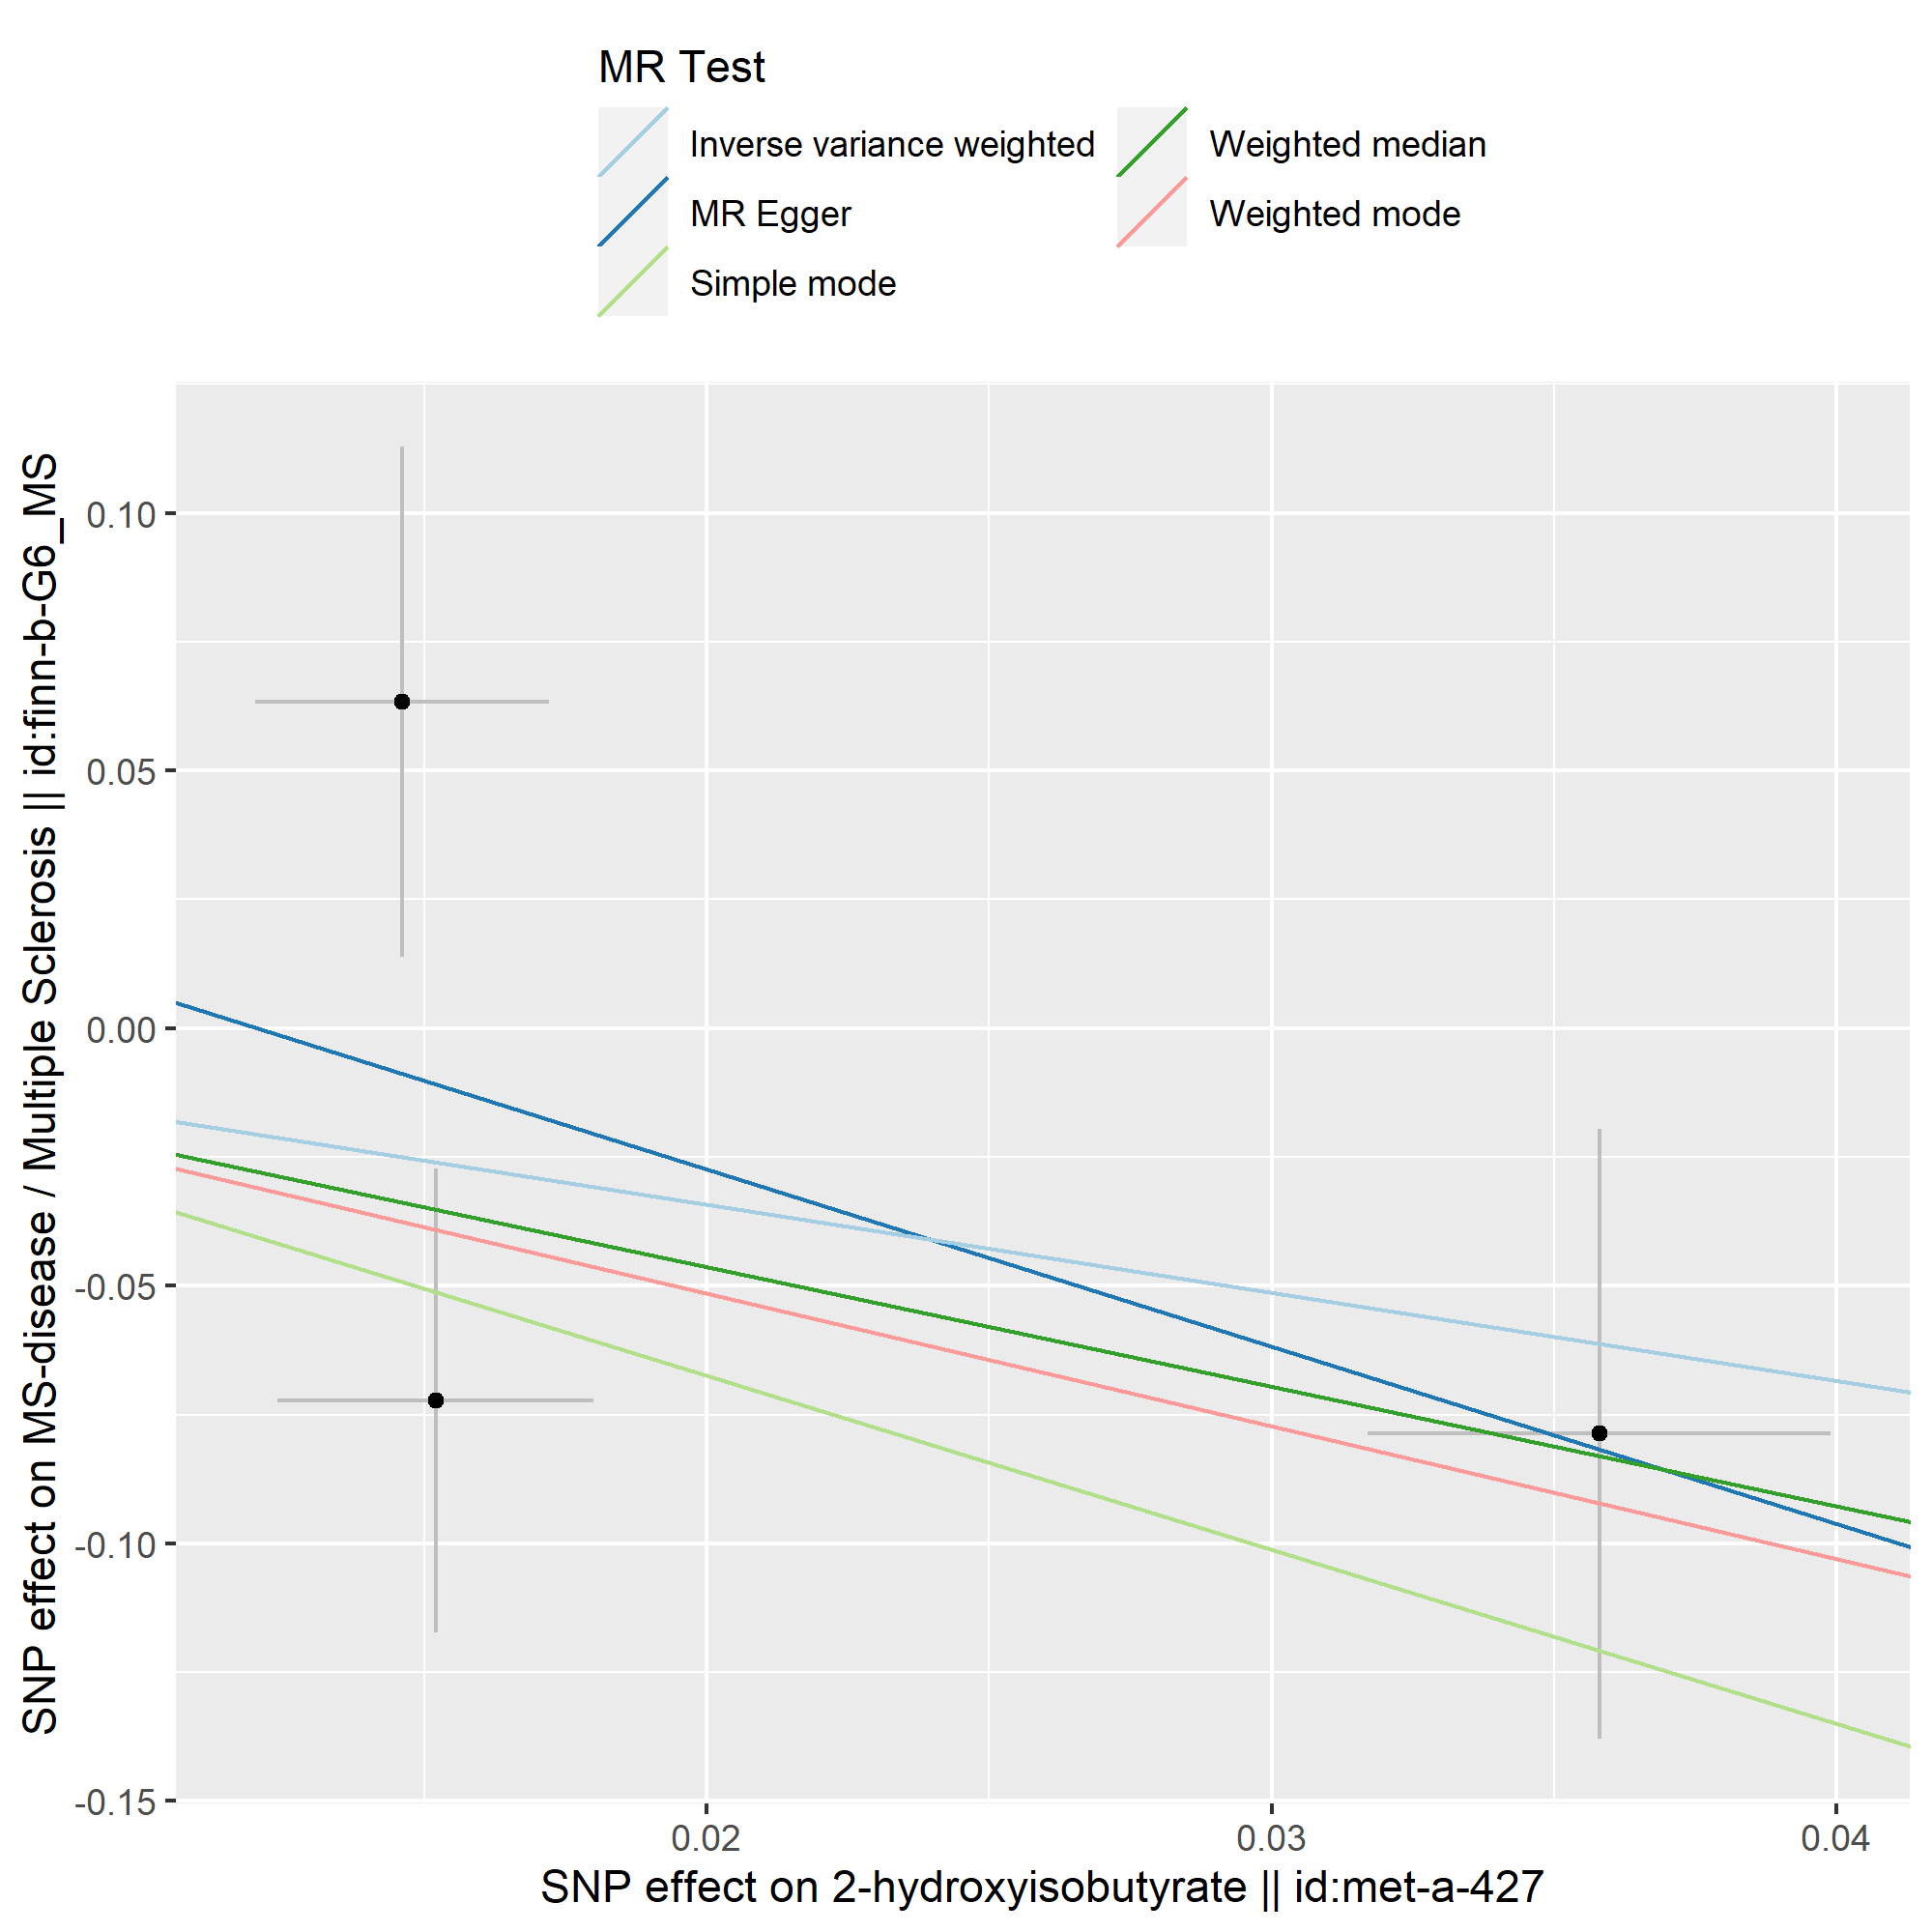 MR Test
Inverse variance weighted
Weighted median
MR Egger
Weighted mode
Simple mode
SNP effect on MS-disease / Multiple Sclerosis || id:finn-b-G6_MS
0.10
0.05
0.00
-0.05
-0.10
-0.15
0.02
0.03
0.04
SNP effect on 2-hydroxyisobutyrate || id:met-a-427